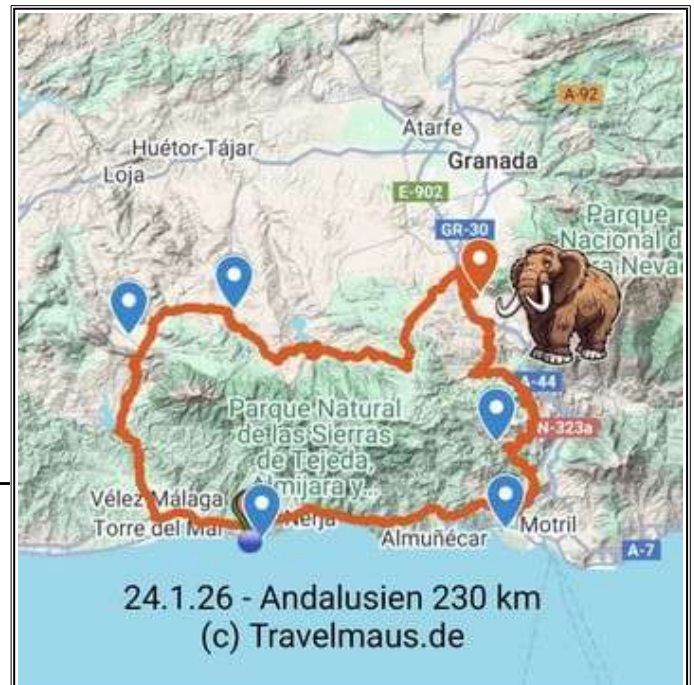 A-92
Atarfe
Huétor-Tájar
Granada
Loja
E-902
GR-30
Parque
Nacional d
ra Neva
A-44
Parque Natural
de las Sierras
de Tejeda,
Almijara y...
N-323a
Vélez Málaga
Nerja
Torre del Mar
Motril
Almuñécar
A-7
24.1.26 - Andalusien 230 km
(c) Travelmaus.de